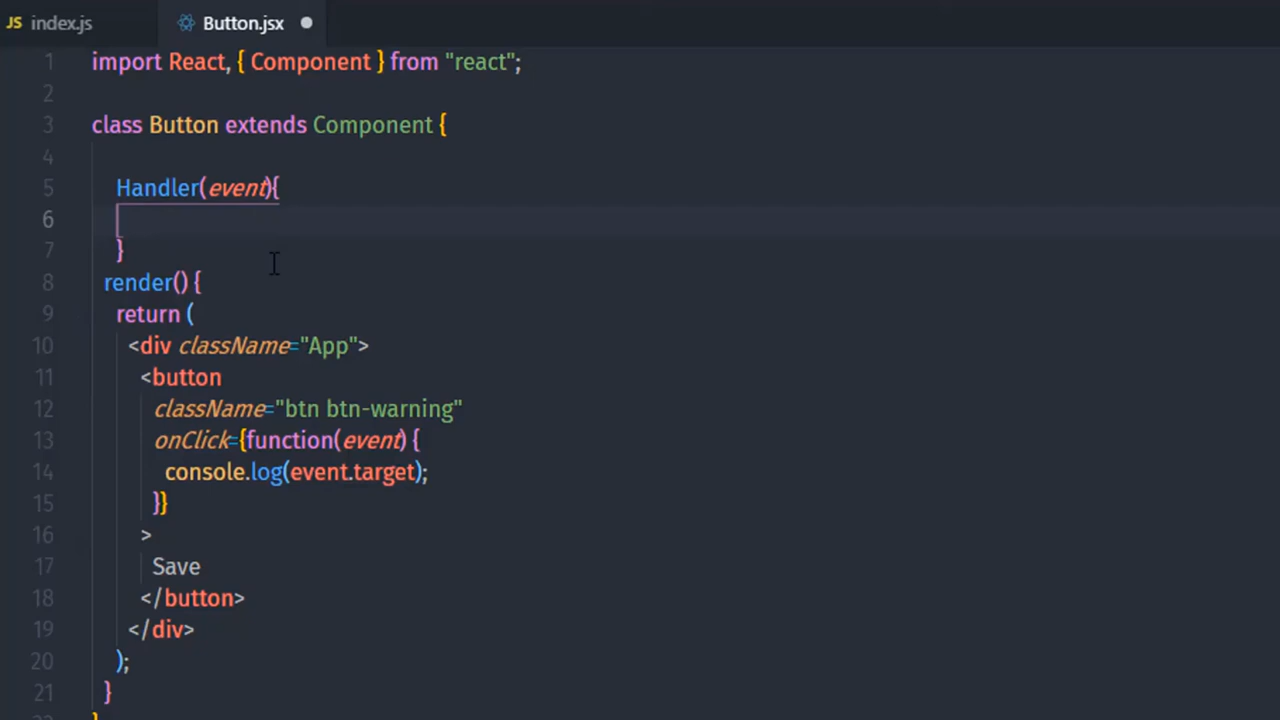 JS index.js Button.jsx
1 import React, { Component } from "react";
2
3 class Button extends Component {
4
5 Handler(event){
6
7 }
8 render() {
9 return (
10 <div className="App">
11 <button
12 className="btn btn-warning"
13 onClick={function(event) {
14 console.log(event.target);
15 }}
16 >
17 Save
18 </button>
19 </div>
20 );
21 }
}